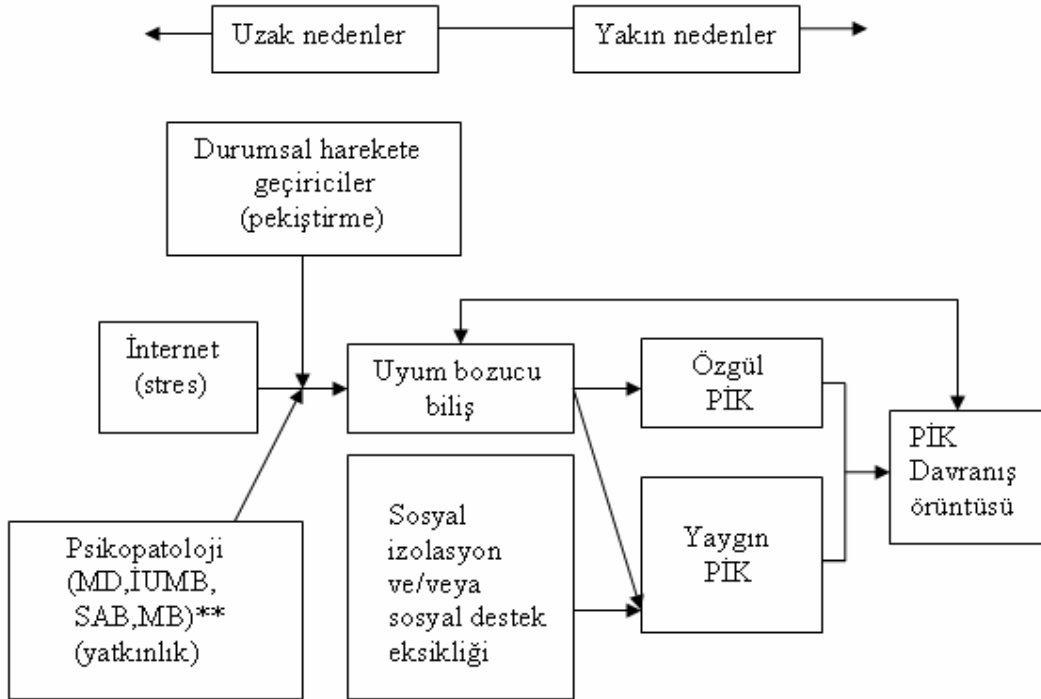 Uzak nedenler
Yakın nedenler
Durumsal harekete
geçiriciler
(pekiştirme)
İnternet
(stres)
Uyum bozucu
biliş
Özgül
PİK
PİK
Davranış
örüntüsü
Psikopatoloji
(MD,İUMB,
SAB,MB)**
(yatkınlık)
Sosyal
izolasyon
ve/veya
sosyal destek
eksikliği
Yaygın
PİK